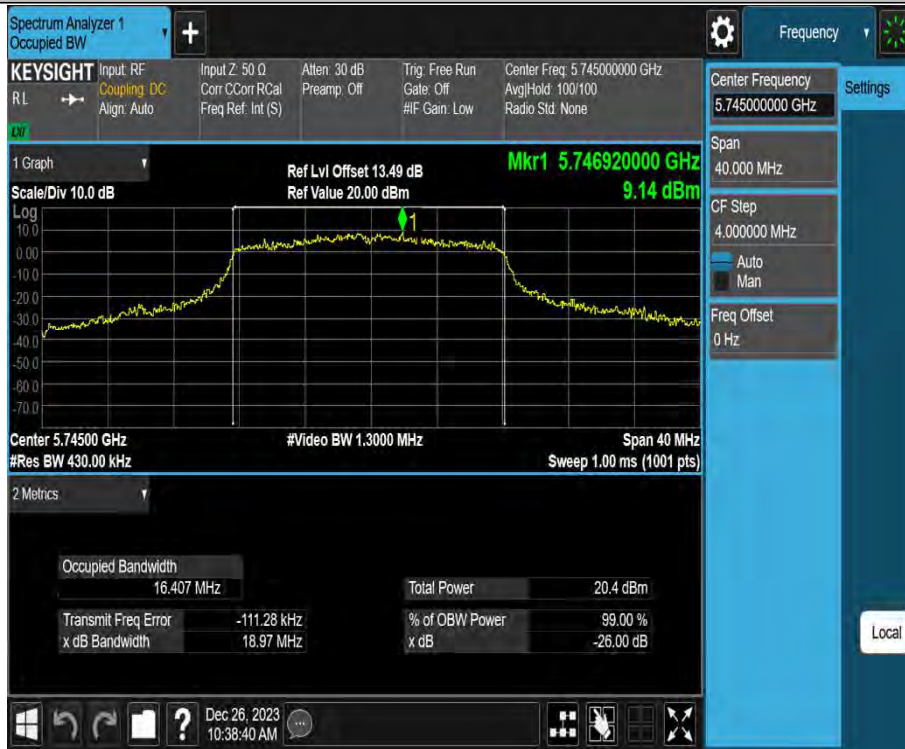 Spectrum Analyzer 1
Occupied BW
+
Frequency
KEYSIGHT
RL
LXI
Input: RF
Coupling: DC
Align: Auto
Input Z: 50 Ω
Corr CCorr RCal
Freq Ref: Int (S)
Atten: 30 dB
Preamp: Off
Trig: Free Run
Gate: Off
#IF Gain: Low
Center Freq: 5.745000000 GHz
Avg|Hold: 100/100
Radio Std: None
Center Frequency
5.745000000 GHz
Settings
Span
40.000 MHz
CF Step
4.000000 MHz
Auto
Man
Freq Offset
0 Hz
1 Graph
Scale/Div 10.0 dB
Ref Lvl Offset 13.49 dB
Ref Value 20.00 dBm
Mkr1 5.746920000 GHz
9.14 dBm
Log
10.0
0.00
-10.0
-20.0
-30.0
-40.0
-50.0
-60.0
-70.0
1
Center 5.74500 GHz
#Video BW 1.3000 MHz
Span 40 MHz
#Res BW 430.00 kHz
Sweep 1.00 ms (1001 pts)
2 Metrics
Occupied Bandwidth
16.407 MHz
Total Power 20.4 dBm
Transmit Freq Error -111.28 kHz
% of OBW Power 99.00 %
x dB Bandwidth 18.97 MHz
x dB -26.00 dB
Local
?
Dec 26, 2023
10:38:40 AM